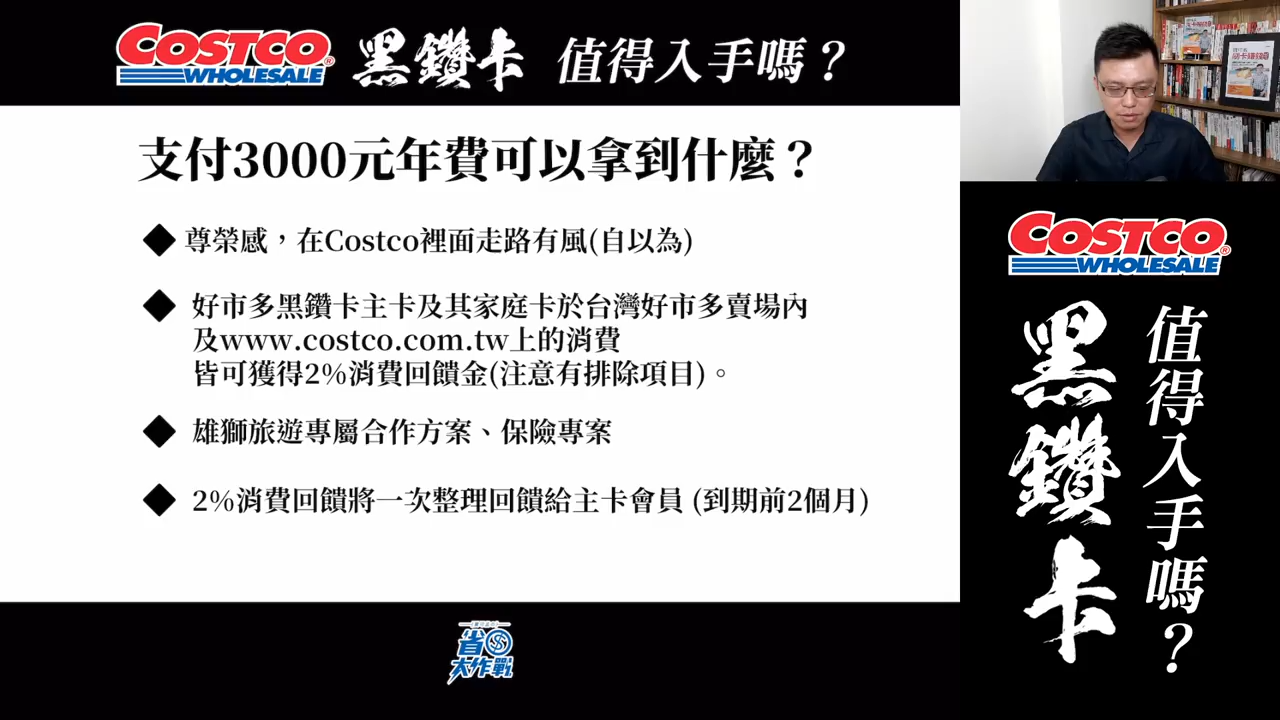 COSTCO WHOLESALE ® 黑鑽卡 值得入手嗎？
支付3000元年費可以拿到什麼？
◆ 尊榮感，在Costco裡面走路有風(自以為)
◆ 好市多黑鑽卡主卡及其家庭卡於台灣好市多賣場內
及www.costco.com.tw上的消費
皆可獲得2%消費回饋金(注意有排除項目)。
◆ 雄獅旅遊專屬合作方案、保險專案
◆ 2%消費回饋將一次整理回饋給主卡會員 (到期前2個月)
省
大作戰
COSTCO WHOLESALE ®
黑鑽卡
值得入手嗎？